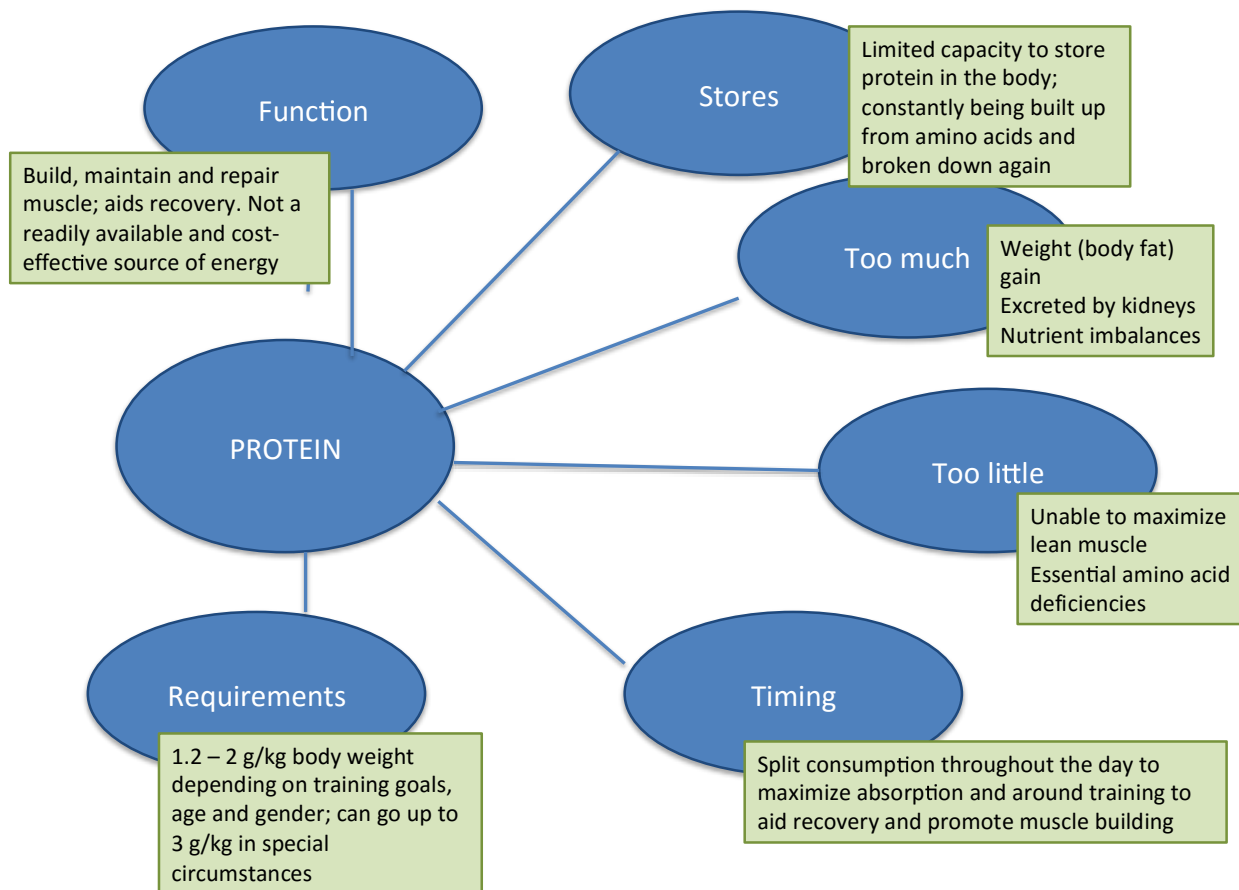 Function
Build, maintain and repair
muscle; aids recovery. Not a
readily available and cost-
effective source of energy
Stores
Limited capacity to store
protein in the body;
constantly being built up
from amino acids and
broken down again
Too much
Weight (body fat)
gain
Excreted by kidneys
Nutrient imbalances
PROTEIN
Too little
Unable to maximize
lean muscle
Essential amino acid
deficiencies
Requirements
1.2 – 2 g/kg body weight
depending on training goals,
age and gender; can go up to
3 g/kg in special
circumstances
Timing
Split consumption throughout the day to
maximize absorption and around training to
aid recovery and promote muscle building